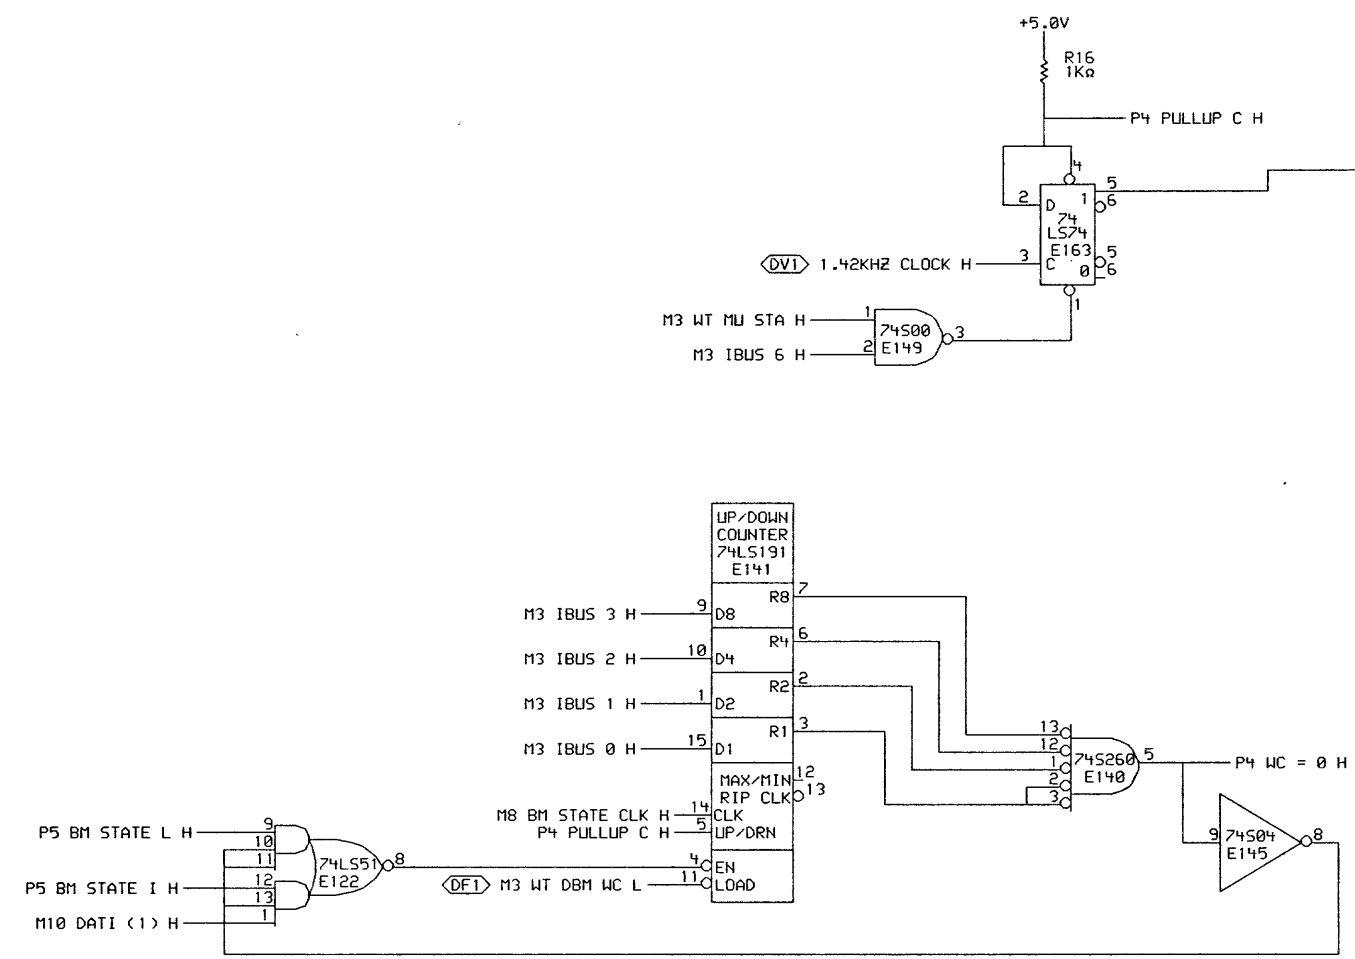 +5.0V
R16
1KΩ
P4 PULLUP C H
4
2 D 1 5
6
74
LS74
E163
DV1 1.42KHZ CLOCK H 3 C
5
0 6
1
M3 WT MU STA H 1
74S00
E149
3
M3 IBUS 6 H 2
UP/DOWN
COUNTER
74LS191
E141
R8 7
M3 IBUS 3 H 9 D8
R4 6
M3 IBUS 2 H 10 D4
R2 2
M3 IBUS 1 H 1 D2
R1 3
M3 IBUS 0 H 15 D1
13
12
1
2
3
74S260
E140
5
P4 WC = 0 H
MAX/MIN 12
RIP CLK 13
M8 BM STATE CLK H 14 CLK
P4 PULLUP C H 5 UP/DRN
4 EN
DF1 M3 WT DBM WC L 11 LOAD
P5 BM STATE L H 9
10
11
74LS51
E122
8
P5 BM STATE I H 12
13
M10 DATI (1) H 1
9 74S04 8
E145